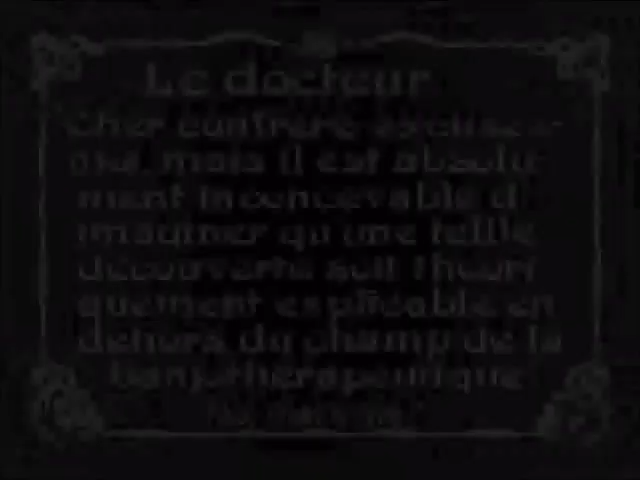 Le docteur
Cher confrère excusez-
moi, mais il est absolu
ment inconcevable d'
imaginer qu'une telle
découverte soit théori
quement explicable en
dehors du champ de la